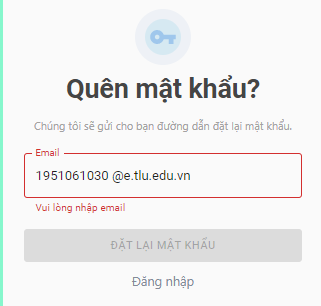 Quên mật khẩu?
Chúng tôi sẽ gửi cho bạn đường dẫn đặt lại mật khẩu.
Email
1951061030 @e.tlu.edu.vn
Vui lòng nhập email
ĐẶT LẠI MẬT KHẨU
Đăng nhập